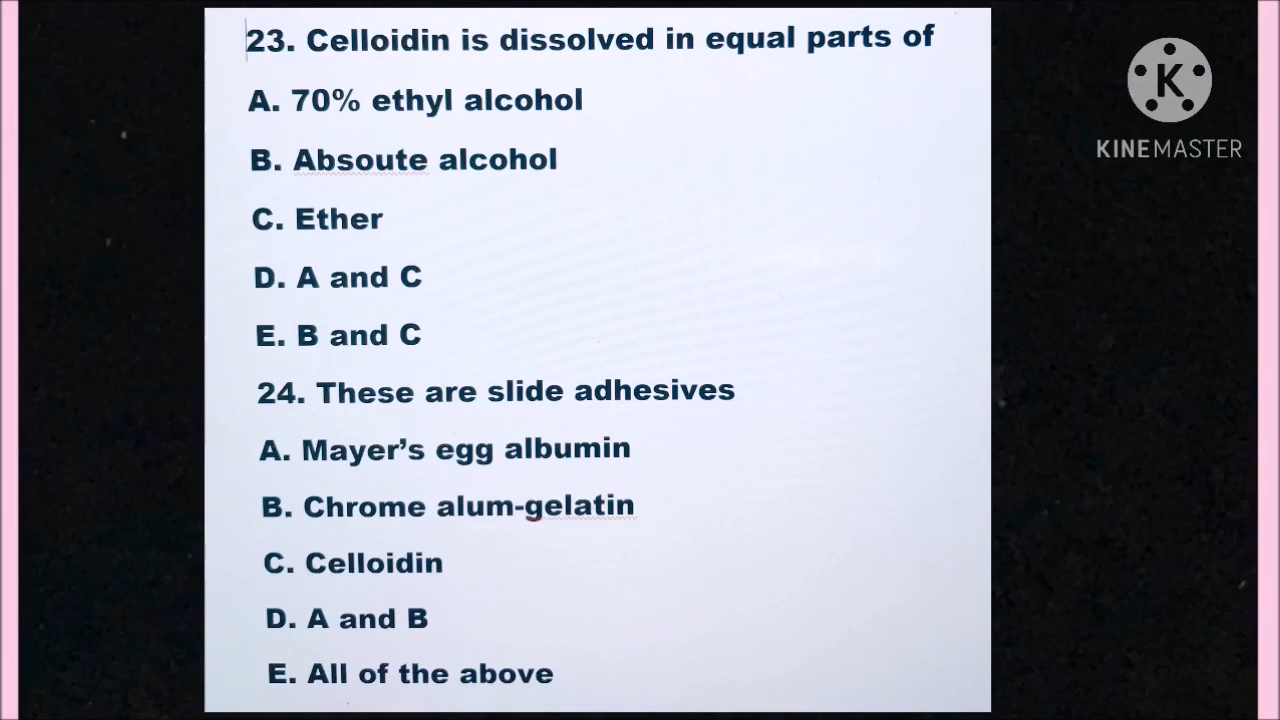 23. Celloidin is dissolved in equal parts of
A. 70% ethyl alcohol
B. Absoute alcohol
C. Ether
D. A and C
E. B and C
24. These are slide adhesives
A. Mayer’s egg albumin
B. Chrome alum-gelatin
C. Celloidin
D. A and B
E. All of the above
K
KINEMASTER